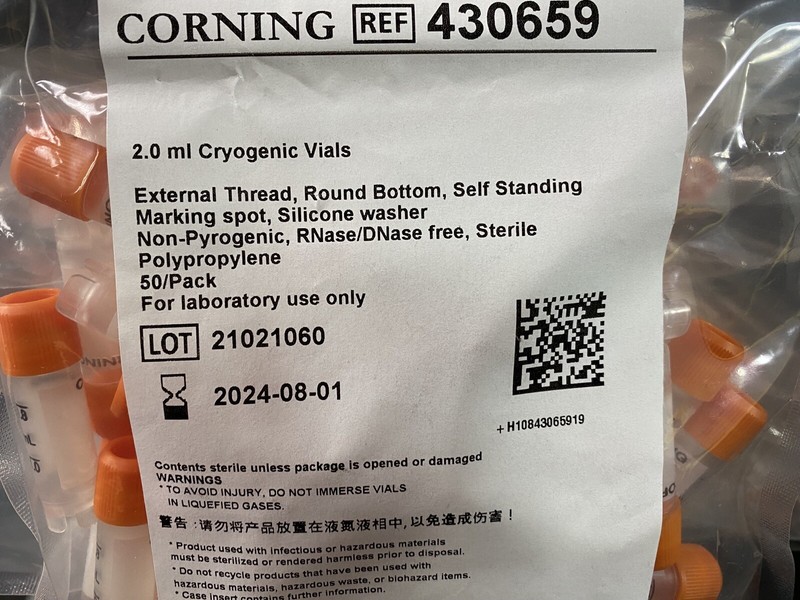 CORNING REF 430659
2.0 ml Cryogenic Vials
External Thread, Round Bottom, Self Standing
Marking spot, Silicone washer
Non-Pyrogenic, RNase/DNase free, Sterile
Polypropylene
50/Pack
For laboratory use only
LOT 21021060
2024-08-01
+H10843065919
Contents sterile unless package is opened or damaged
WARNINGS
* TO AVOID INJURY, DO NOT IMMERSE VIALS
IN LIQUEFIED GASES.
警告:请勿将产品放置在液氮液相中,以免造成伤害!
* Product used with infectious or hazardous materials
must be sterilized or rendered harmless prior to disposal.
* Do not recycle products that have been used with
hazardous materials, hazardous waste, or biohazard items.
* Case insert contains further information.